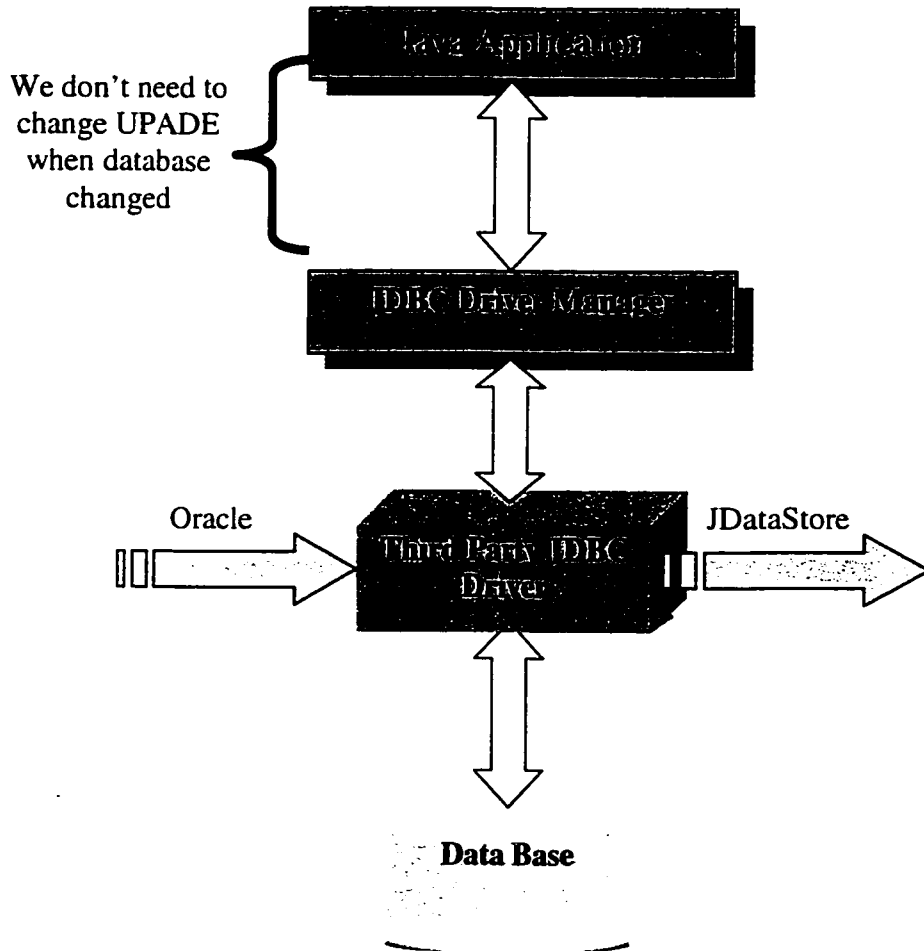 Java Application
We don't need to
change UPADE
when database
changed
JDBC Driver Manager
Oracle
JDataStore
Third Party JDBC
Driver
Data Base